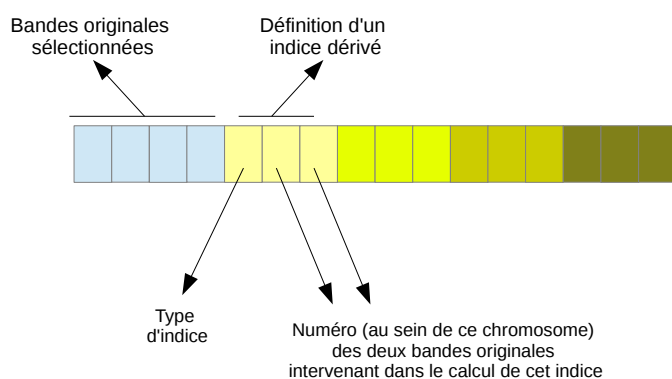 Bandes originales
sélectionnées
Définition d'un
indice dérivé
Type
d'indice
Numéro (au sein de ce chromosome)
des deux bandes originales
intervenant dans le calcul de cet indice